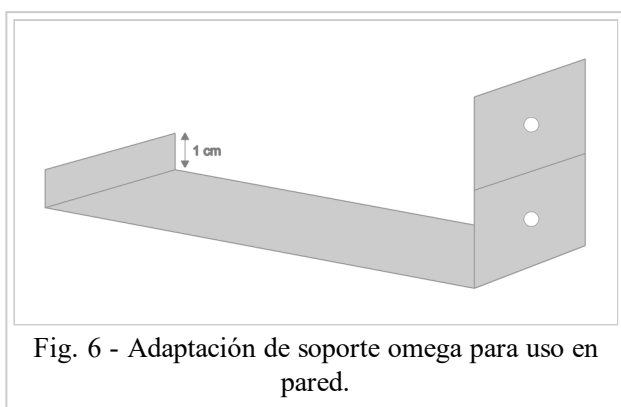 1 cm
Fig. 6 - Adaptación de soporte omega para uso en
pared.